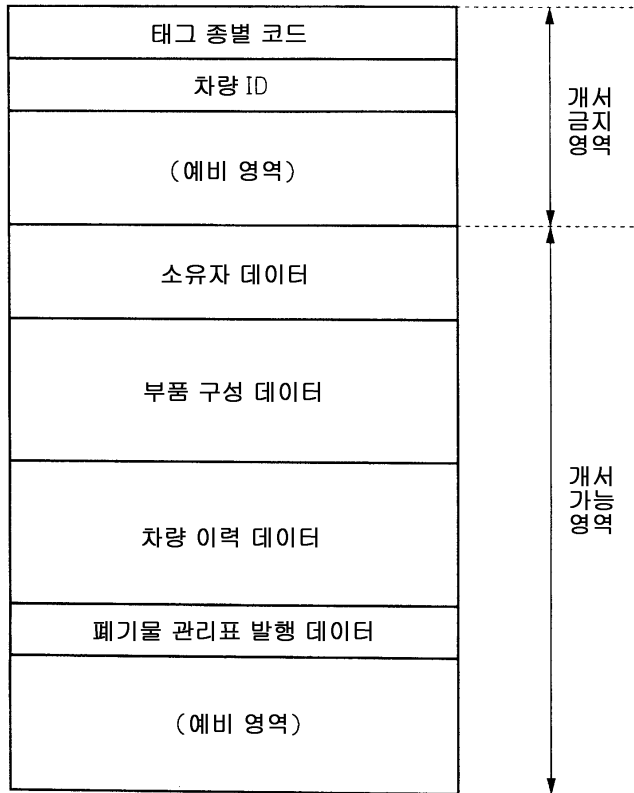 태그 종별 코드
차량 ID
(예비 영역)
개서
금지
영역
소유자 데이터
부품 구성 데이터
차량 이력 데이터
폐기물 관리표 발행 데이터
(예비 영역)
개서
가능
영역